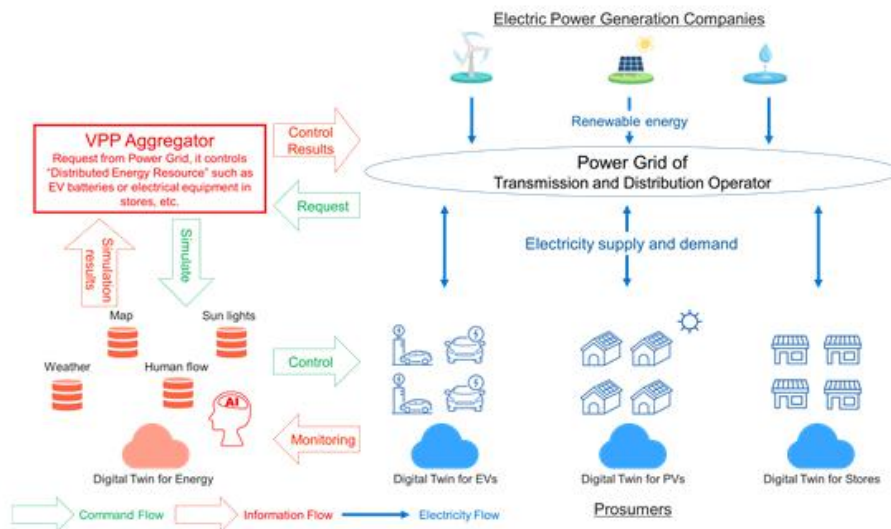 Electric Power Generation Companies
Renewable energy
VPP Aggregator
Request from Power Grid, it controls
"Distributed Energy Resource" such as
EV batteries or electrical equipment in
stores, etc.
Control
Results
Request
Power Grid of
Transmission and Distribution Operator
Simulation
results
Simulate
Electricity supply and demand
Map
Sun lights
Weather
Human flow
AI
Control
Monitoring
Digital Twin for Energy
Digital Twin for EVs
Digital Twin for PVs
Digital Twin for Stores
Command Flow
Information Flow
Electricity Flow
Prosumers